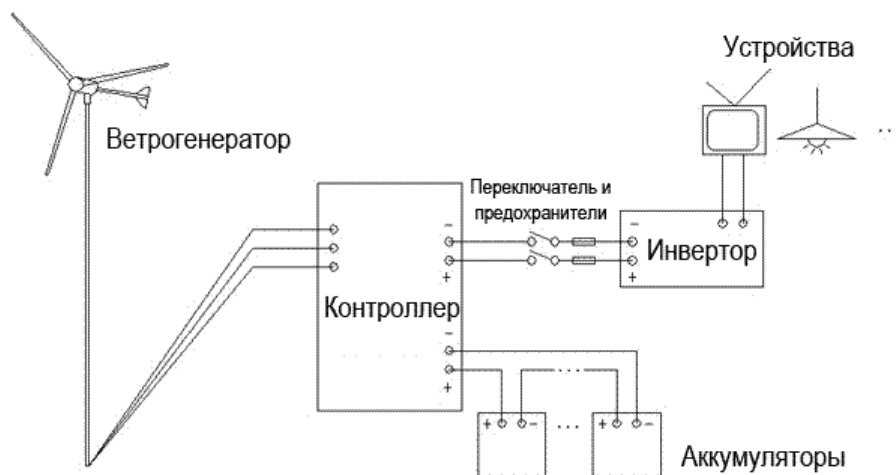 Устройства
..
Ветрогенератор
Переключатель и
предохранители
-
-
Инвертор
+
+
Контроллер
-
+
+ - ... + -
Аккумуляторы